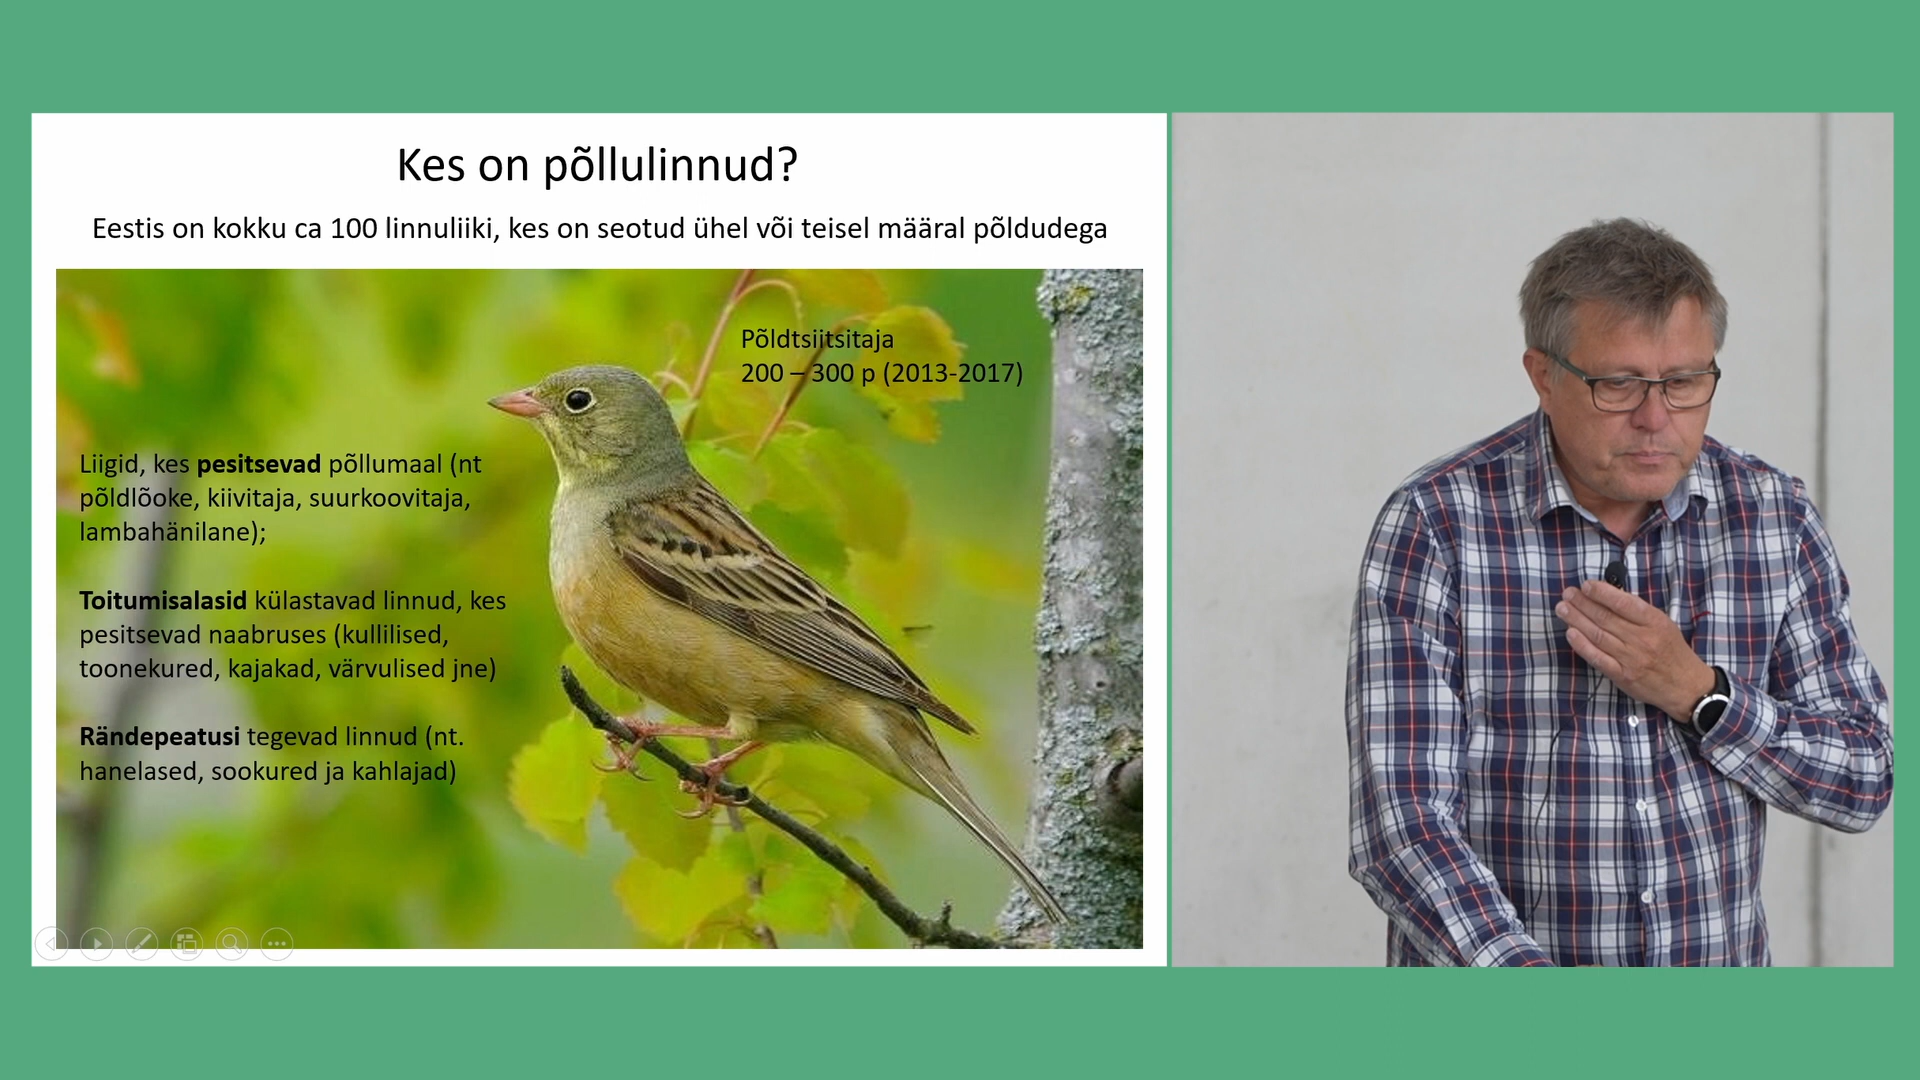 Kes on põllulinnud?
Eestis on kokku ca 100 linnuliiki, kes on seotud ühel või teisel määral põldudega
Põldtsiitsitaja
200 – 300 p (2013-2017)
Liigid, kes pesitsevad põllumaal (nt
põldlõoke, kiivitaja, suurkoovitaja,
lambahänilane);
Toitumisalasid külastavad linnud, kes
pesitsevad naabruses (kullilised,
toonekured, kajakad, värvulised jne)
Rändepeatusi tegevad linnud (nt.
hanelased, sookured ja kahlajad)